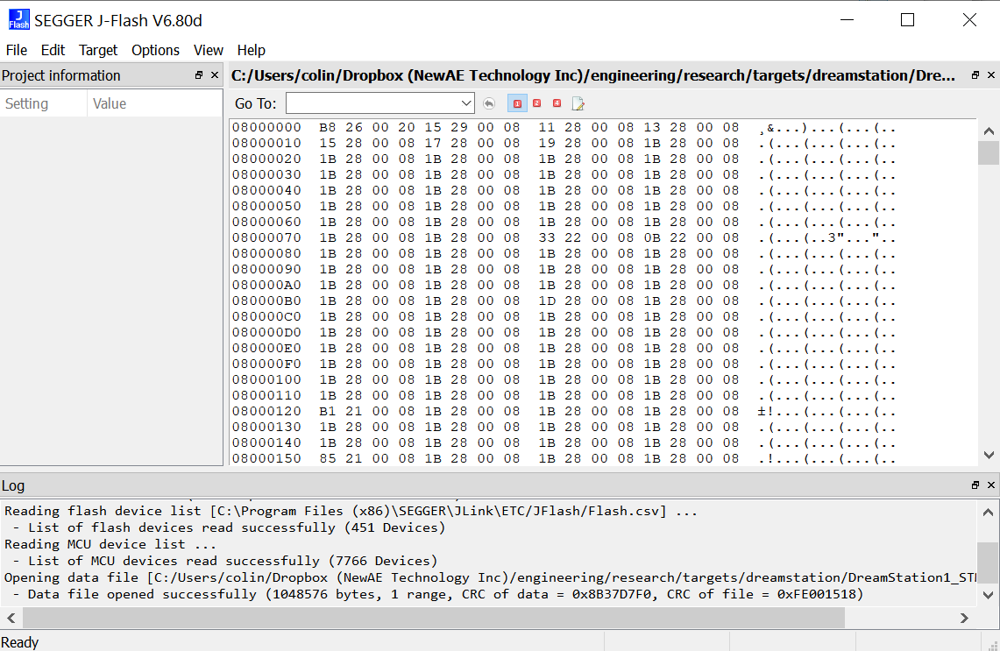 SEGGER J-Flash V6.80d
File Edit Target Options View Help
Project information
Setting Value
C:/Users/colin/Dropbox (NewAE Technology Inc)/engineering/research/targets/dreamstation/Dre...
Go To: 1 2 4
08000000 B8 26 00 20 15 29 00 08 11 28 00 08 13 28 00 08 ¸&...)...(...(..
08000010 15 28 00 08 17 28 00 08 19 28 00 08 1B 28 00 08 .(...(...(...(..
08000020 1B 28 00 08 1B 28 00 08 1B 28 00 08 1B 28 00 08 .(...(...(...(..
08000030 1B 28 00 08 1B 28 00 08 1B 28 00 08 1B 28 00 08 .(...(...(...(..
08000040 1B 28 00 08 1B 28 00 08 1B 28 00 08 1B 28 00 08 .(...(...(...(..
08000050 1B 28 00 08 1B 28 00 08 1B 28 00 08 1B 28 00 08 .(...(...(...(..
08000060 1B 28 00 08 1B 28 00 08 1B 28 00 08 1B 28 00 08 .(...(...(...(..
08000070 1B 28 00 08 1B 28 00 08 33 22 00 08 0B 22 00 08 .(...(..3"..."..
08000080 1B 28 00 08 1B 28 00 08 1B 28 00 08 1B 28 00 08 .(...(...(...(..
08000090 1B 28 00 08 1B 28 00 08 1B 28 00 08 1B 28 00 08 .(...(...(...(..
080000A0 1B 28 00 08 1B 28 00 08 1B 28 00 08 1B 28 00 08 .(...(...(...(..
080000B0 1B 28 00 08 1B 28 00 08 1D 28 00 08 1B 28 00 08 .(...(...(...(..
080000C0 1B 28 00 08 1B 28 00 08 1B 28 00 08 1B 28 00 08 .(...(...(...(..
080000D0 1B 28 00 08 1B 28 00 08 1B 28 00 08 1B 28 00 08 .(...(...(...(..
080000E0 1B 28 00 08 1B 28 00 08 1B 28 00 08 1B 28 00 08 .(...(...(...(..
080000F0 1B 28 00 08 1B 28 00 08 1B 28 00 08 1B 28 00 08 .(...(...(...(..
08000100 1B 28 00 08 1B 28 00 08 1B 28 00 08 1B 28 00 08 .(...(...(...(..
08000110 1B 28 00 08 1B 28 00 08 1B 28 00 08 1B 28 00 08 .(...(...(...(..
08000120 B1 21 00 08 1B 28 00 08 1B 28 00 08 1B 28 00 08 ±!...(...(...(..
08000130 1B 28 00 08 1B 28 00 08 1B 28 00 08 1B 28 00 08 .(...(...(...(..
08000140 1B 28 00 08 1B 28 00 08 1B 28 00 08 1B 28 00 08 .(...(...(...(..
08000150 85 21 00 08 1B 28 00 08 1B 28 00 08 1B 28 00 08 .!...(...(...(..
Log
Reading flash device list [C:\Program Files (x86)\SEGGER\JLink\ETC/JFlash/Flash.csv] ...
- List of flash devices read successfully (451 Devices)
Reading MCU device list ...
- List of MCU devices read successfully (7766 Devices)
Opening data file [C:/Users/colin/Dropbox (NewAE Technology Inc)/engineering/research/targets/dreamstation/DreamStation1_ST
- Data file opened successfully (1048576 bytes, 1 range, CRC of data = 0x8B37D7F0, CRC of file = 0xFE001518)
Ready